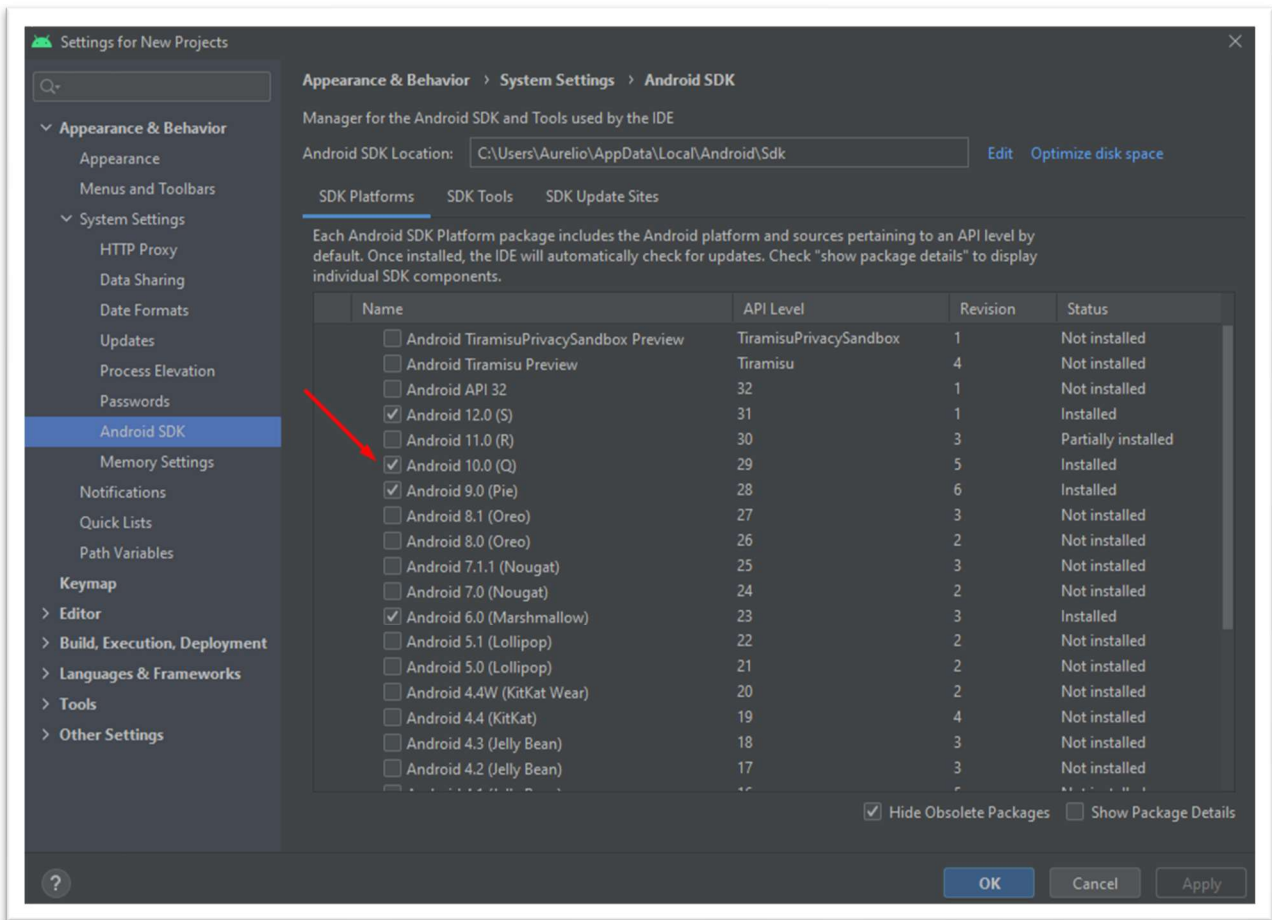 Settings for New Projects
Appearance & Behavior
Appearance
Menus and Toolbars
System Settings
HTTP Proxy
Data Sharing
Date Formats
Updates
Process Elevation
Passwords
Android SDK
Memory Settings
Notifications
Quick Lists
Path Variables
Keymap
Editor
Build, Execution, Deployment
Languages & Frameworks
Tools
Other Settings
Appearance & Behavior › System Settings › Android SDK
Manager for the Android SDK and Tools used by the IDE
Android SDK Location: C:\Users\Aurelio\AppData\Local\Android\Sdk Edit Optimize disk space
SDK Platforms SDK Tools SDK Update Sites
Each Android SDK Platform package includes the Android platform and sources pertaining to an API level by
default. Once installed, the IDE will automatically check for updates. Check "show package details" to display
individual SDK components.
Name API Level Revision Status
Android TiramisuPrivacySandbox Preview TiramisuPrivacySandbox 1 Not installed
Android Tiramisu Preview Tiramisu 4 Not installed
Android API 32 32 1 Not installed
Android 12.0 (S) 31 1 Installed
Android 11.0 (R) 30 3 Partially installed
Android 10.0 (Q) 29 5 Installed
Android 9.0 (Pie) 28 6 Installed
Android 8.1 (Oreo) 27 3 Not installed
Android 8.0 (Oreo) 26 2 Not installed
Android 7.1.1 (Nougat) 25 3 Not installed
Android 7.0 (Nougat) 24 2 Not installed
Android 6.0 (Marshmallow) 23 3 Installed
Android 5.1 (Lollipop) 22 2 Not installed
Android 5.0 (Lollipop) 21 2 Not installed
Android 4.4W (KitKat Wear) 20 2 Not installed
Android 4.4 (KitKat) 19 4 Not installed
Android 4.3 (Jelly Bean) 18 3 Not installed
Android 4.2 (Jelly Bean) 17 3 Not installed
Hide Obsolete Packages Show Package Details
? OK Cancel Apply